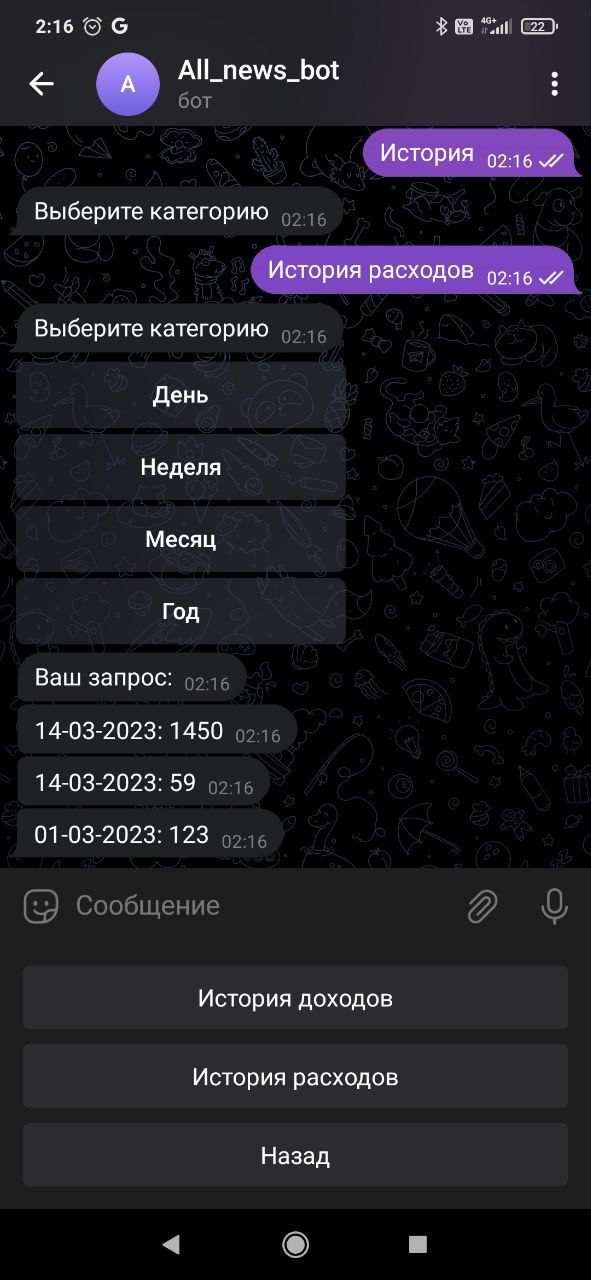 2:16 G Vo LTE 4G+ 22
A All_news_bot
бот
История 02:16
Выберите категорию 02:16
История расходов 02:16
Выберите категорию 02:16
День
Неделя
Месяц
Год
Ваш запрос: 02:16
14-03-2023: 1450 02:16
14-03-2023: 59 02:16
01-03-2023: 123 02:16
Сообщение
История доходов
История расходов
Назад